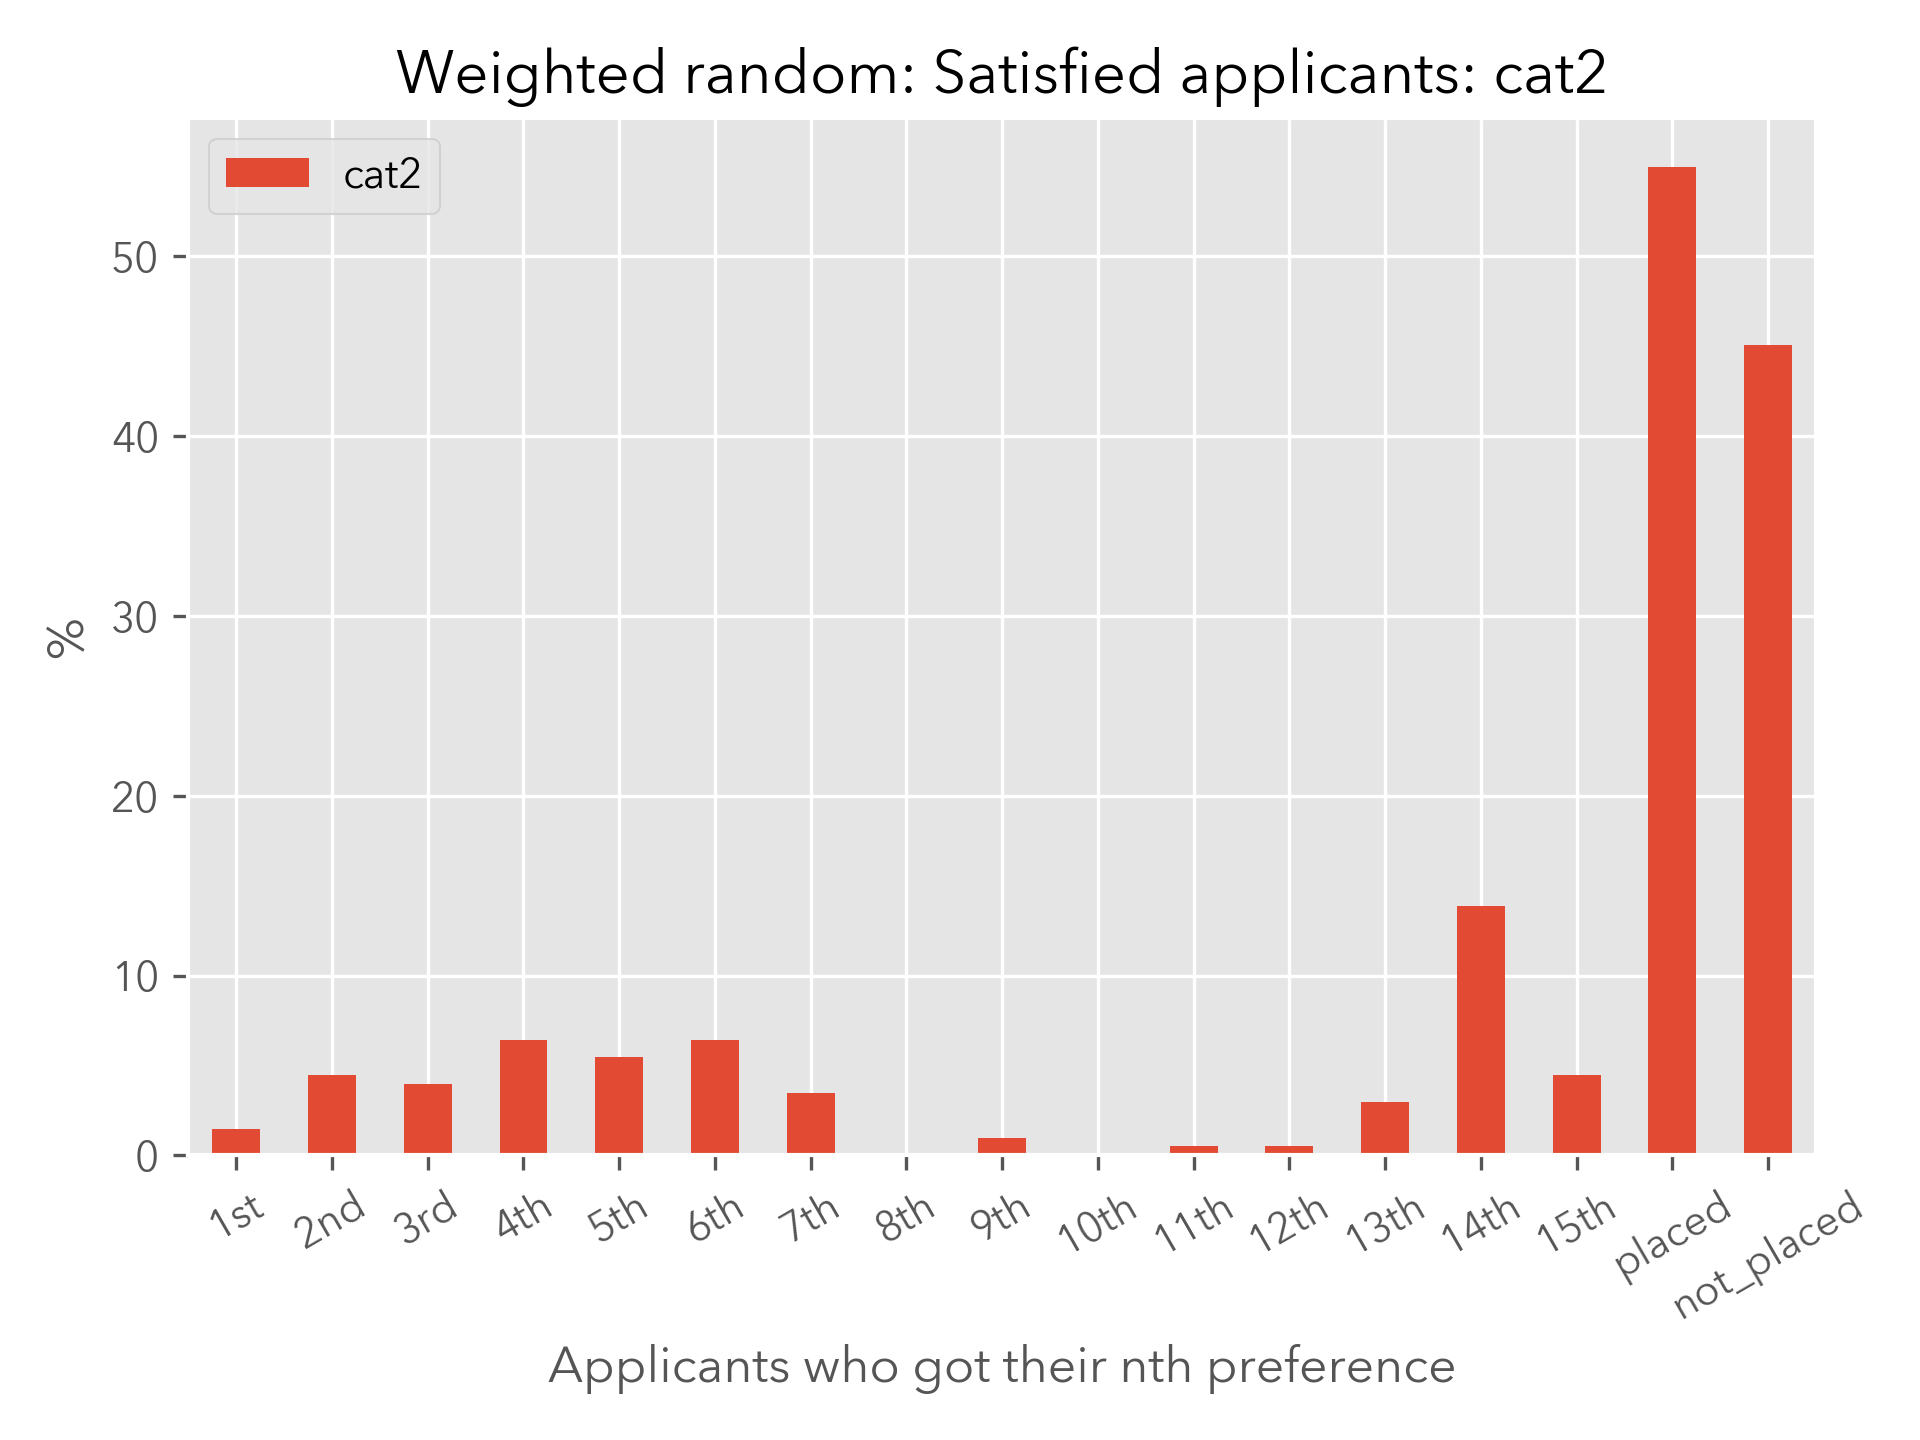 Weighted random: Satisfied applicants: cat2
cat2
50
40
30
20
10
0
%
1st 2nd 3rd 4th 5th 6th 7th 8th 9th 10th 11th 12th 13th 14th 15th placed not_placed
Applicants who got their nth preference